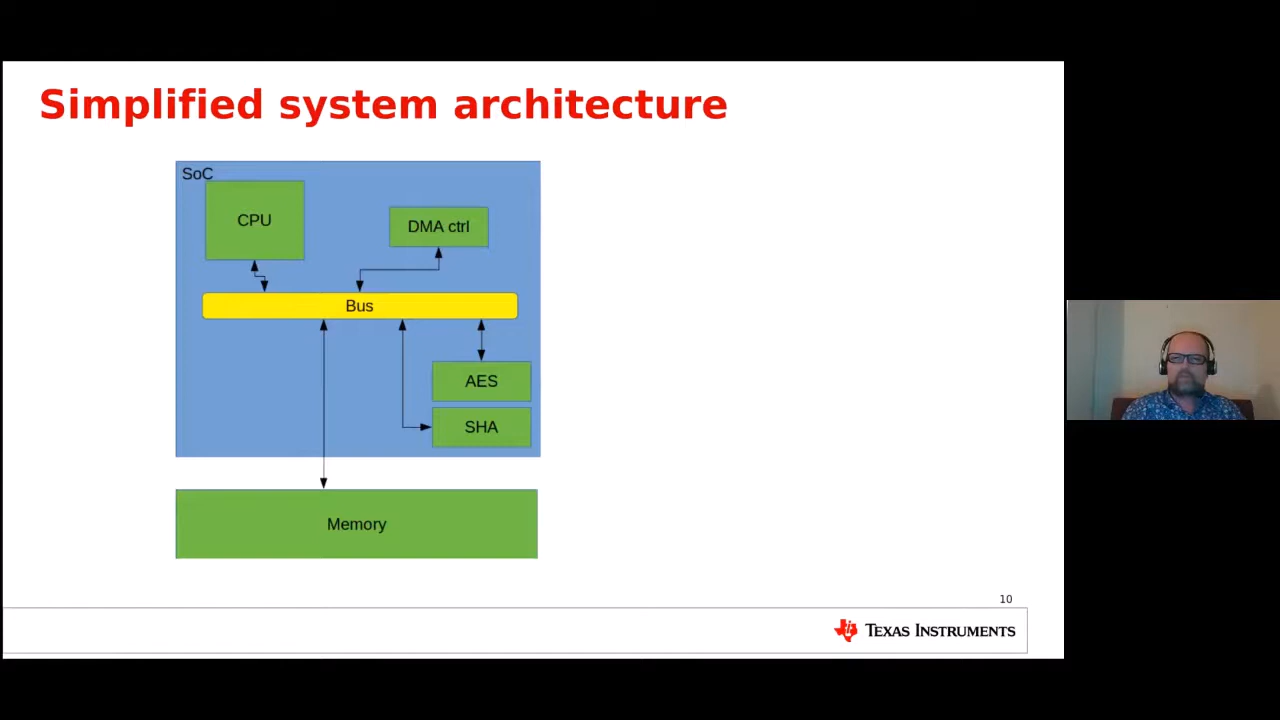 Simplified system architecture
SoC
CPU
DMA ctrl
Bus
AES
SHA
Memory
10
TEXAS INSTRUMENTS